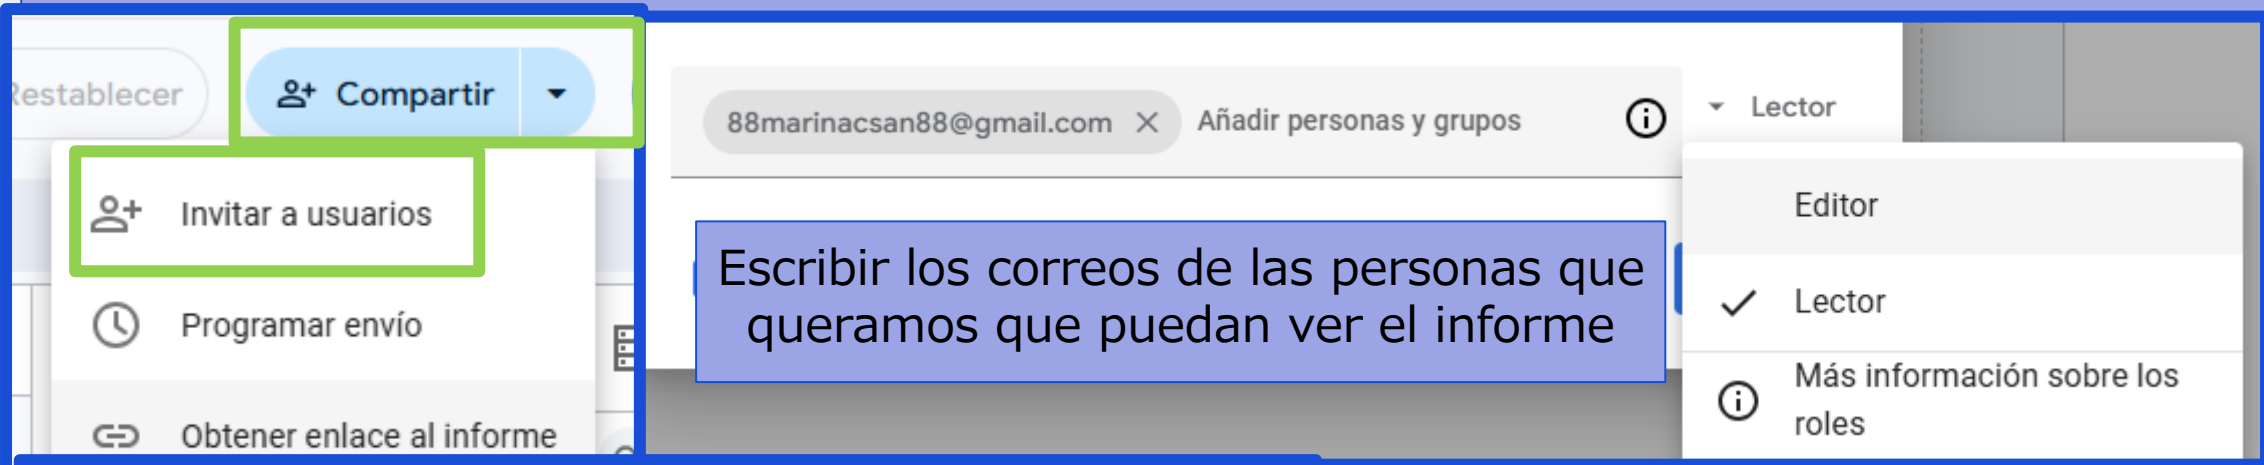 Restablecer
Compartir
Invitar a usuarios
Programar envío
Obtener enlace al informe
88marinacsan88@gmail.com
Añadir personas y grupos
Lector
Escribir los correos de las personas que
queramos que puedan ver el informe
Editor
Lector
Más información sobre los
roles